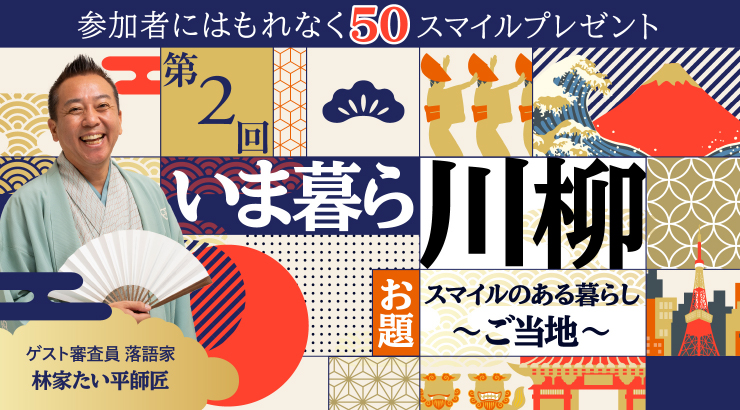 参加者にはもれなく50スマイルプレゼント
第2回
いま暮ら川柳
お題
スマイルのある暮らし
～ご当地～
ゲスト審査員 落語家
林家たい平師匠